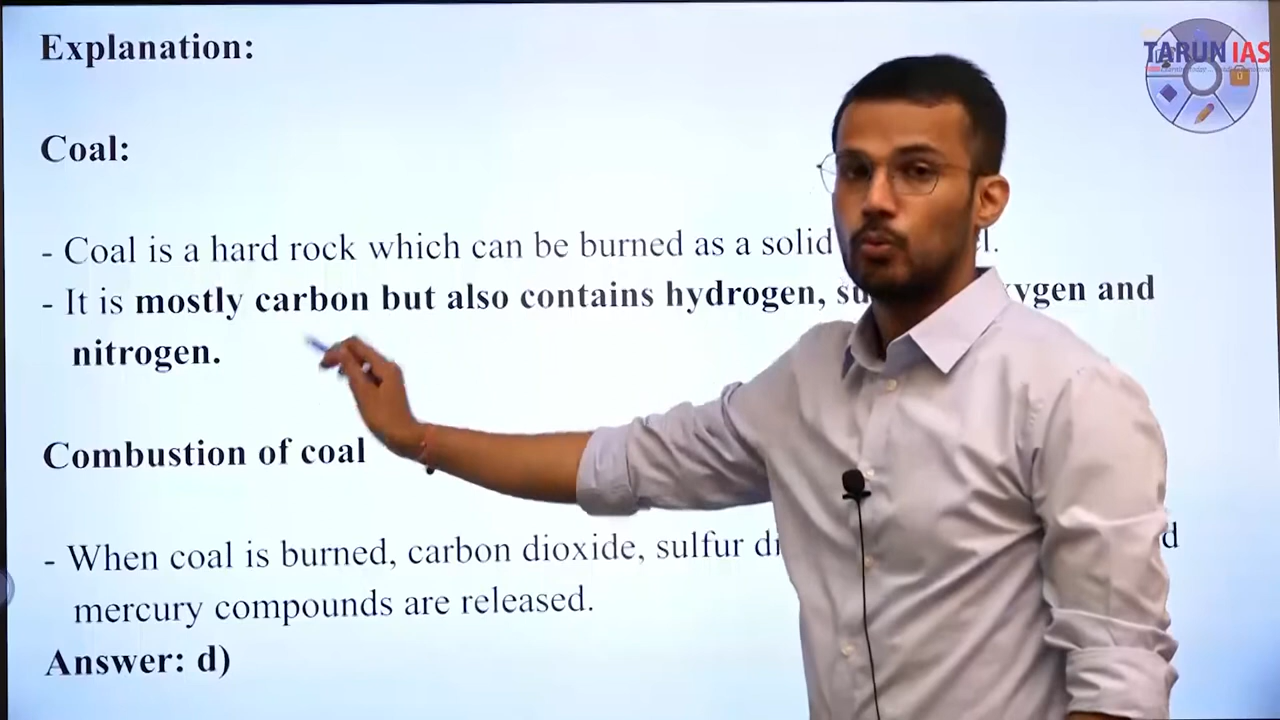 TARUN IAS
Explanation:
Coal:
- Coal is a hard rock which can be burned as a solid
- It is mostly carbon but also contains hydrogen, and
nitrogen.
Combustion of coal
- When coal is burned, carbon dioxide, sulfur
mercury compounds are released.
Answer: d)